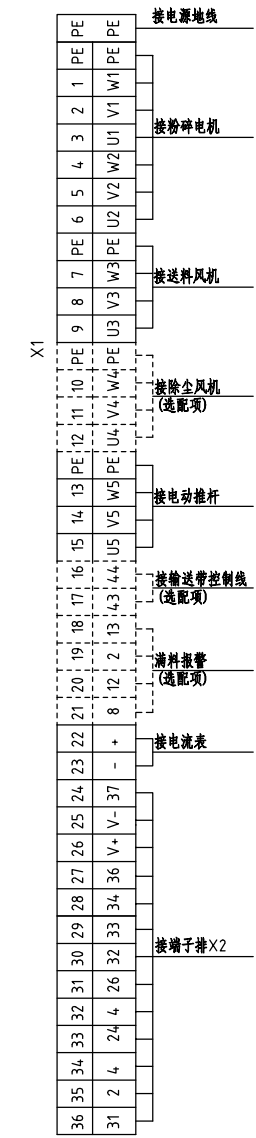 X1
PE PE 接电源地线
PE PE
1 W1
2 V1
3 U1 接粉碎电机
4 W2
5 V2
6 U2
PE PE
7 W3 接送料风机
8 V3
9 U3
PE PE
10 W4 接除尘风机
11 V4 (选配项)
12 U4
PE PE
13 W5 接电动推杆
14 V5
15 U5
16 44 接输送带控制线
17 43 (选配项)
18 13
19 2 满料报警
20 12 (选配项)
21 8
22 + 接电流表
23 -
24 37
25 V-
26 V+
27 36
28 34
29 33
30 32 接端子排X2
31 26
32 4
33 24
34 4
35 2
36 31